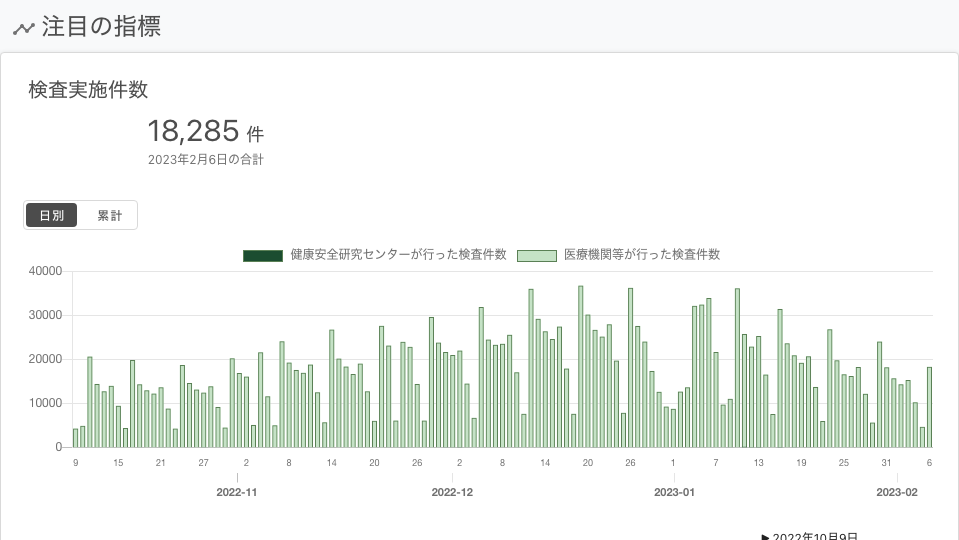 注目の指標
検査実施件数
18,285 件
2023年2月6日の合計
日別 累計
健康安全研究センターが行った検査件数 医療機関等が行った検査件数
40000
30000
20000
10000
0
9 15 21 27 2 8 14 20 26 2 8 14 20 26 1 7 13 19 25 31 6
2022-11 2022-12 2023-01 2023-02
▶ 2022年10月9日